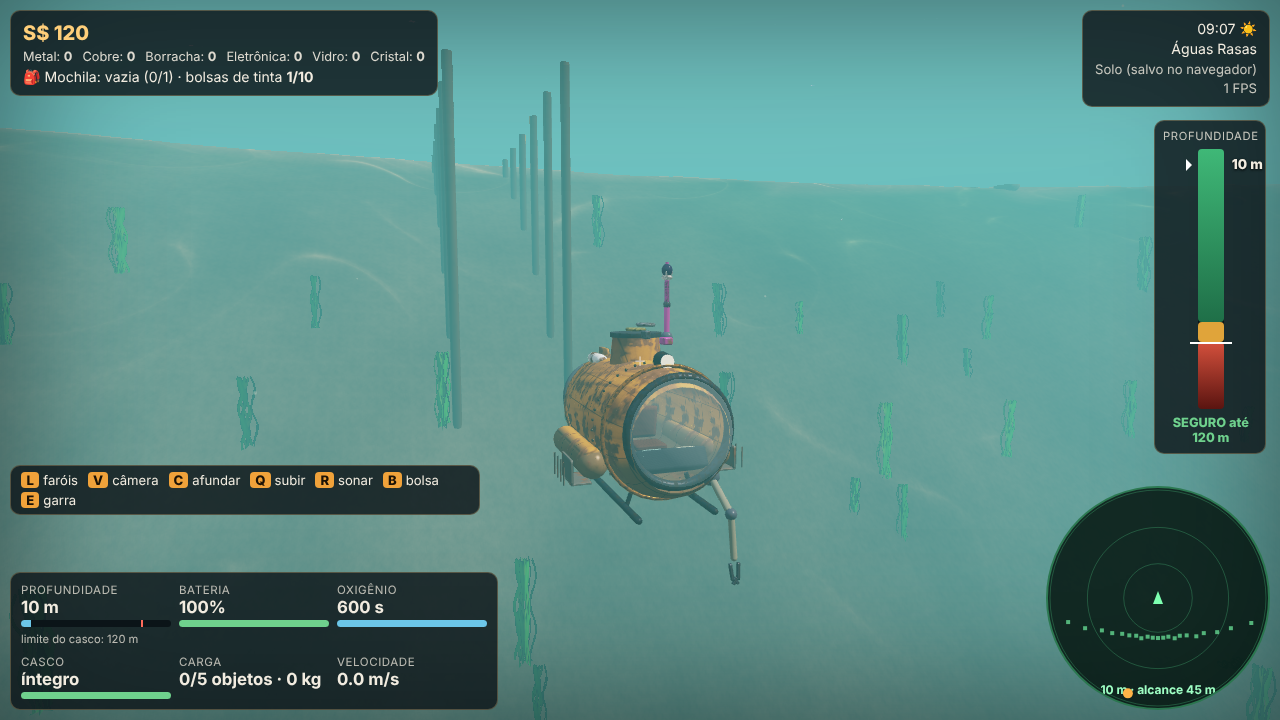 S$ 120
Metal: 0 Cobre: 0 Borracha: 0 Eletrônica: 0 Vidro: 0 Cristal: 0
🎒 Mochila: vazia (0/1) · bolsas de tinta 1/10
09:07 ☀️
Águas Rasas
Solo (salvo no navegador)
1 FPS
PROFUNDIDADE
10 m
SEGURO até
120 m
L faróis V câmera C afundar Q subir R sonar B bolsa
E garra
PROFUNDIDADE BATERIA OXIGÊNIO
10 m 100% 600 s
limite do casco: 120 m
CASCO CARGA VELOCIDADE
íntegro 0/5 objetos · 0 kg 0.0 m/s
10 m · alcance 45 m